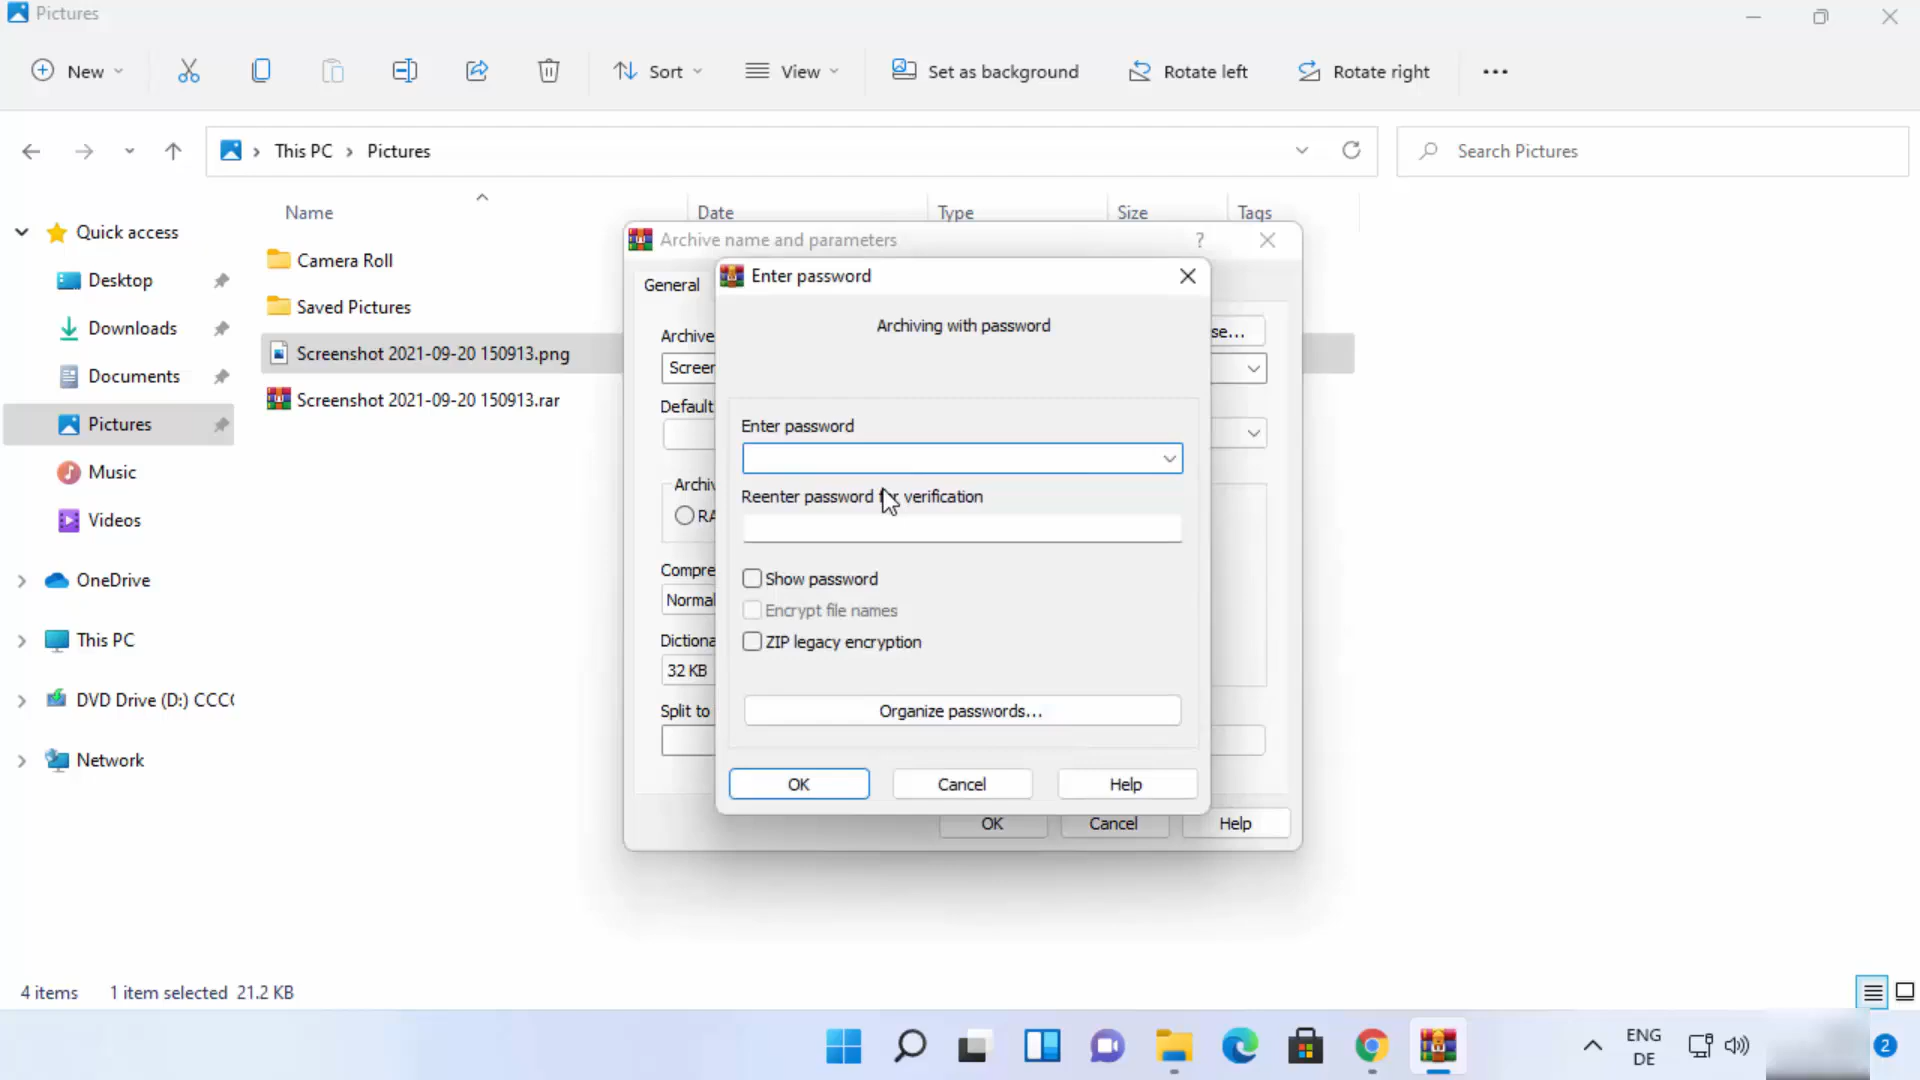 Pictures
New
Sort
View
Set as background
Rotate left
Rotate right
This PC
Pictures
Search Pictures
Name
Date
Type
Size
Tags
Quick access
Desktop
Downloads
Documents
Pictures
Music
Videos
OneDrive
This PC
DVD Drive (D:) CCC
Network
Camera Roll
Saved Pictures
Screenshot 2021-09-20 150913.png
Screenshot 2021-09-20 150913.rar
Archive name and parameters
?
General
Archive
se...
Screen
Default
Archiv
RA
Compre
Normal
Dictiona
32 KB
Split to
Enter password
Archiving with password
Enter password
Reenter password for verification
Show password
Encrypt file names
ZIP legacy encryption
Organize passwords...
OK
Cancel
Help
OK
Cancel
Help
4 items
1 item selected 21.2 KB
ENG
DE
2